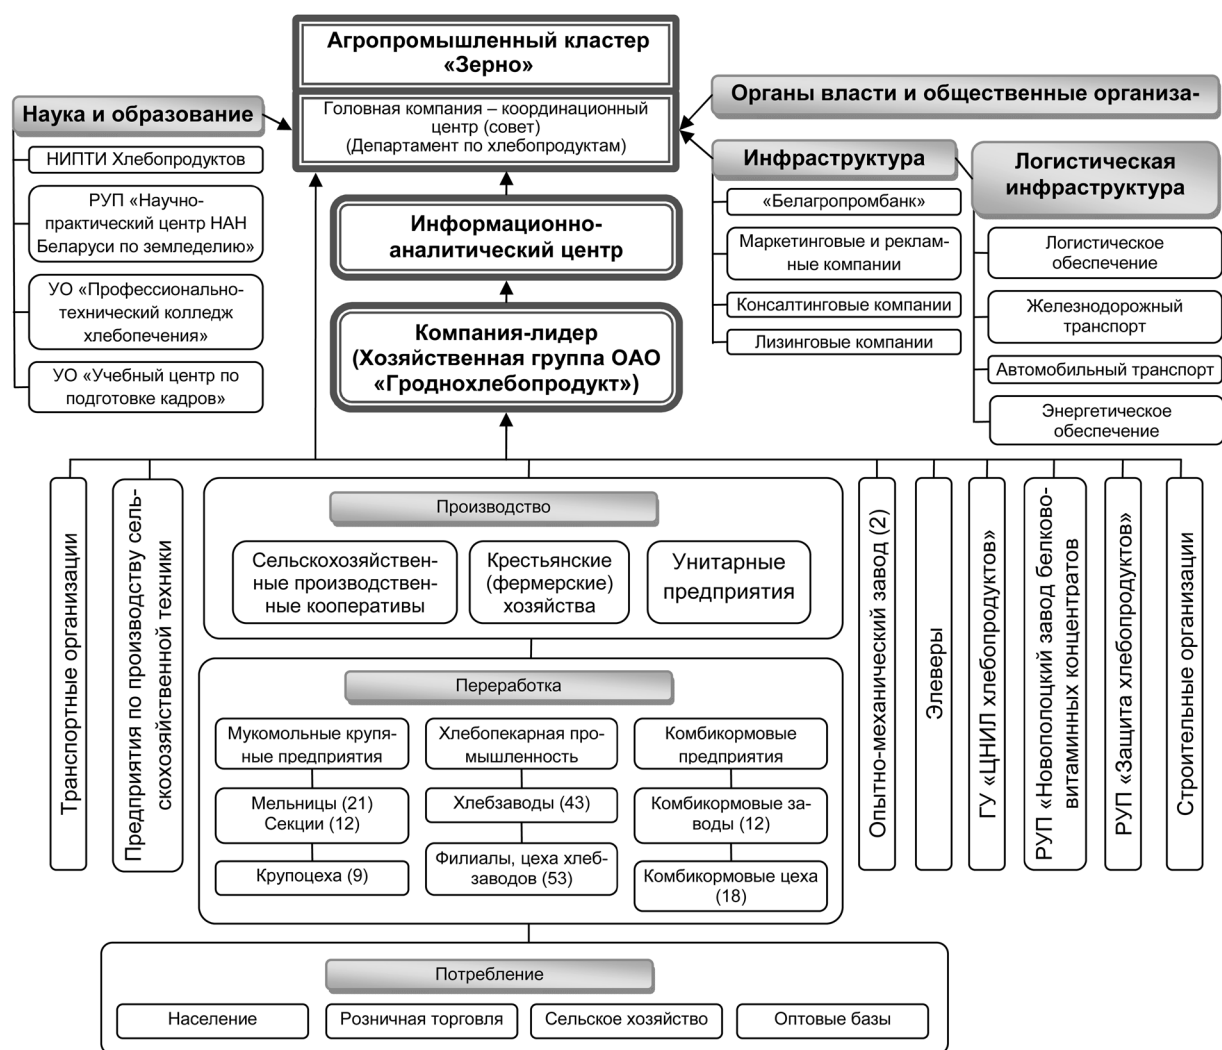 Агропромышленный кластер
«Зерно»
Головная компания – координационный
центр (совет)
(Департамент по хлебопродуктам)
Наука и образование
НИПТИ Хлебопродуктов
РУП «Научно-
практический центр НАН
Беларуси по земледелию»
УО «Профессионально-
технический колледж
хлебопечения»
УО «Учебный центр по
подготовке кадров»
Информационно-
аналитический центр
Компания-лидер
(Хозяйственная группа ОАО
«Гроднохлебопродукт»)
Органы власти и общественные организа-
Инфраструктура
«Белагропромбанк»
Маркетинговые и реклам-
ные компании
Консалтинговые компании
Лизинговые компании
Логистическая
инфраструктура
Логистическое
обеспечение
Железнодорожный
транспорт
Автомобильный транспорт
Энергетическое
обеспечение
Транспортные организации
Предприятия по производству сель-
скохозяйственной техники
Производство
Сельскохозяйствен-
ные производствен-
ные кооперативы
Крестьянские
(фермерские)
хозяйства
Унитарные
предприятия
Переработка
Мукомольные крупя-
ные предприятия
Мельницы (21)
Секции (12)
Крупоцеха (9)
Хлебопекарная про-
мышленность
Хлебзаводы (43)
Филиалы, цеха хлеб-
заводов (53)
Комбикормовые
предприятия
Комбикормовые за-
воды (12)
Комбикормовые цеха
(18)
Опытно-механический завод (2)
Элеверы
ГУ «ЦНИЛ хлебопродуктов»
РУП «Новополоцкий завод белково-
витаминных концентратов
РУП «Защита хлебопродуктов»
Строительные организации
Потребление
Население
Розничная торговля
Сельское хозяйство
Оптовые базы